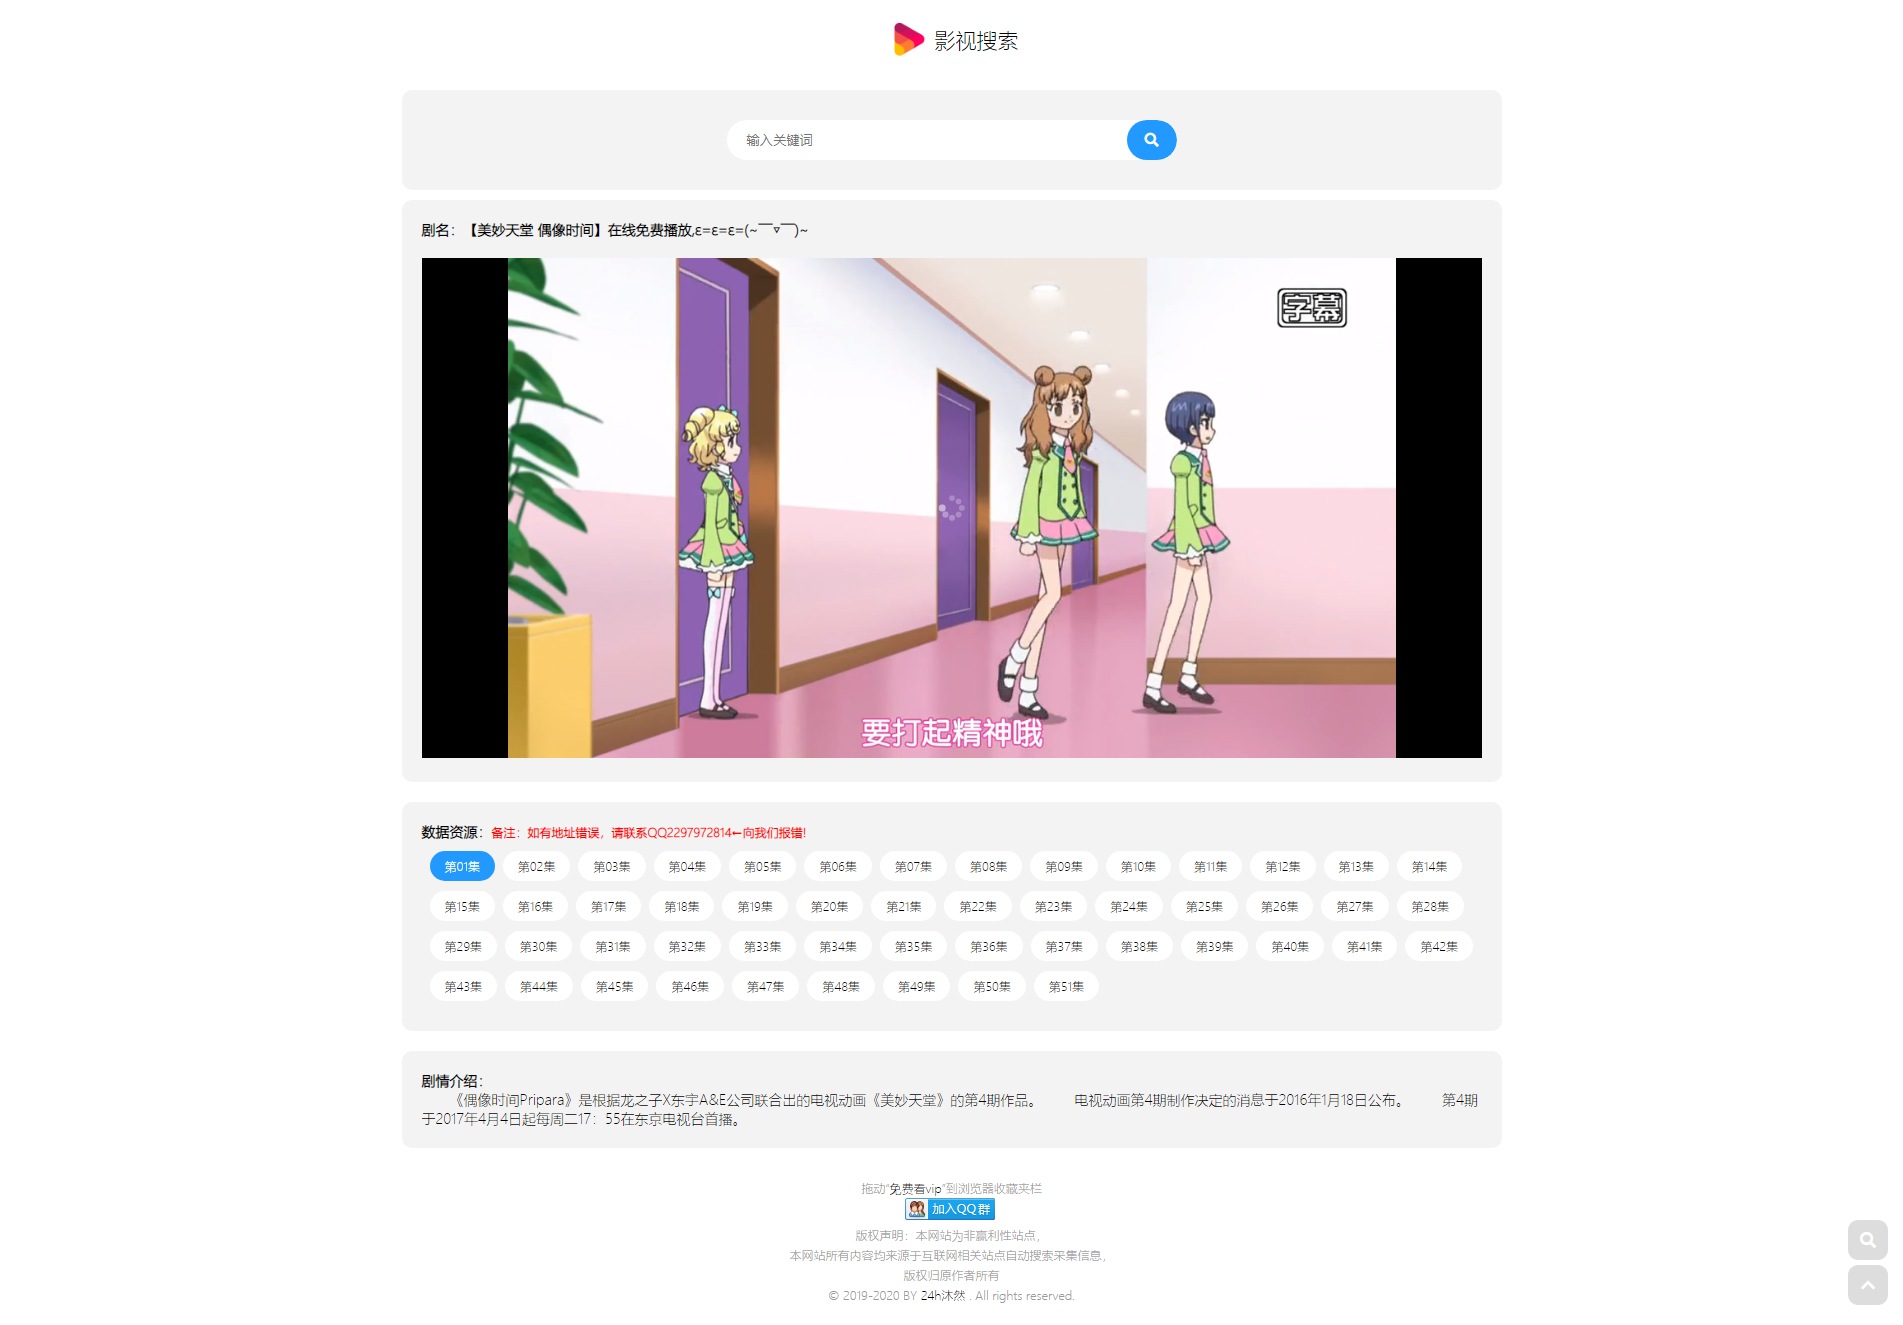 影视搜索
输入关键词
剧名：【美妙天堂 偶像时间】在线免费播放,ε=ε=ε=(~￣▽￣)~
字幕
要打起精神哦
数据资源：备注：如有地址错误，请联系QQ2297972814←向我们报错!
第01集 第02集 第03集 第04集 第05集 第06集 第07集 第08集 第09集 第10集 第11集 第12集 第13集 第14集
第15集 第16集 第17集 第18集 第19集 第20集 第21集 第22集 第23集 第24集 第25集 第26集 第27集 第28集
第29集 第30集 第31集 第32集 第33集 第34集 第35集 第36集 第37集 第38集 第39集 第40集 第41集 第42集
第43集 第44集 第45集 第46集 第47集 第48集 第49集 第50集 第51集
剧情介绍：
《偶像时间Pripara》是根据龙之子X东宇A&E公司联合出的电视动画《美妙天堂》的第4期作品。 电视动画第4期制作决定的消息于2016年1月18日公布。 第4期
于2017年4月4日起每周二17：55在东京电视台首播。
拖动“免费看vip”到浏览器收藏夹栏
加入QQ群
版权声明：本网站为非赢利性站点，
本网站所有内容均来源于互联网相关站点自动搜索采集信息，
版权归原作者所有
© 2019-2020 BY 24h沐然 . All rights reserved.